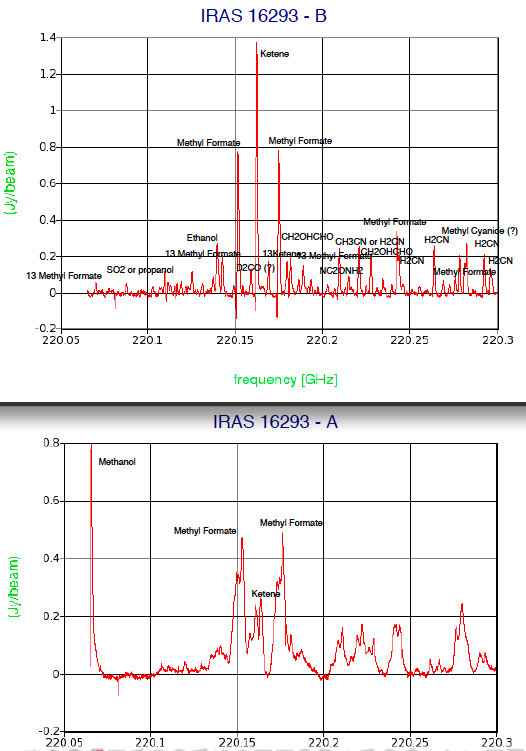 IRAS 16293 - B
1.4
Ketene
1.2
1
0.8
Methyl Formate
Methyl Formate
(Jy/beam)
0.6
0.4
Methyl Formate
Ethanol
CH2OHCHO
CH3CN or H2CN
H2CN
Methyl Cyanide (?)
H2CN
0.2
13 Methyl Formate
13Ketene
13 Methyl Formate
CH2OHCHO
H2CN
H2CN
13 Methyl Formate
SO2 or propanol
D2CO (?)
NC2ONH2
Methyl Formate
0
-0.2
220.05
220.1
220.15
220.2
220.25
220.3
frequency [GHz]
IRAS 16293 - A
0.8
Methanol
0.6
Methyl Formate
Methyl Formate
(Jy/beam)
0.4
Ketene
0.2
0
-0.2
220.05
220.1
220.15
220.2
220.25
220.3